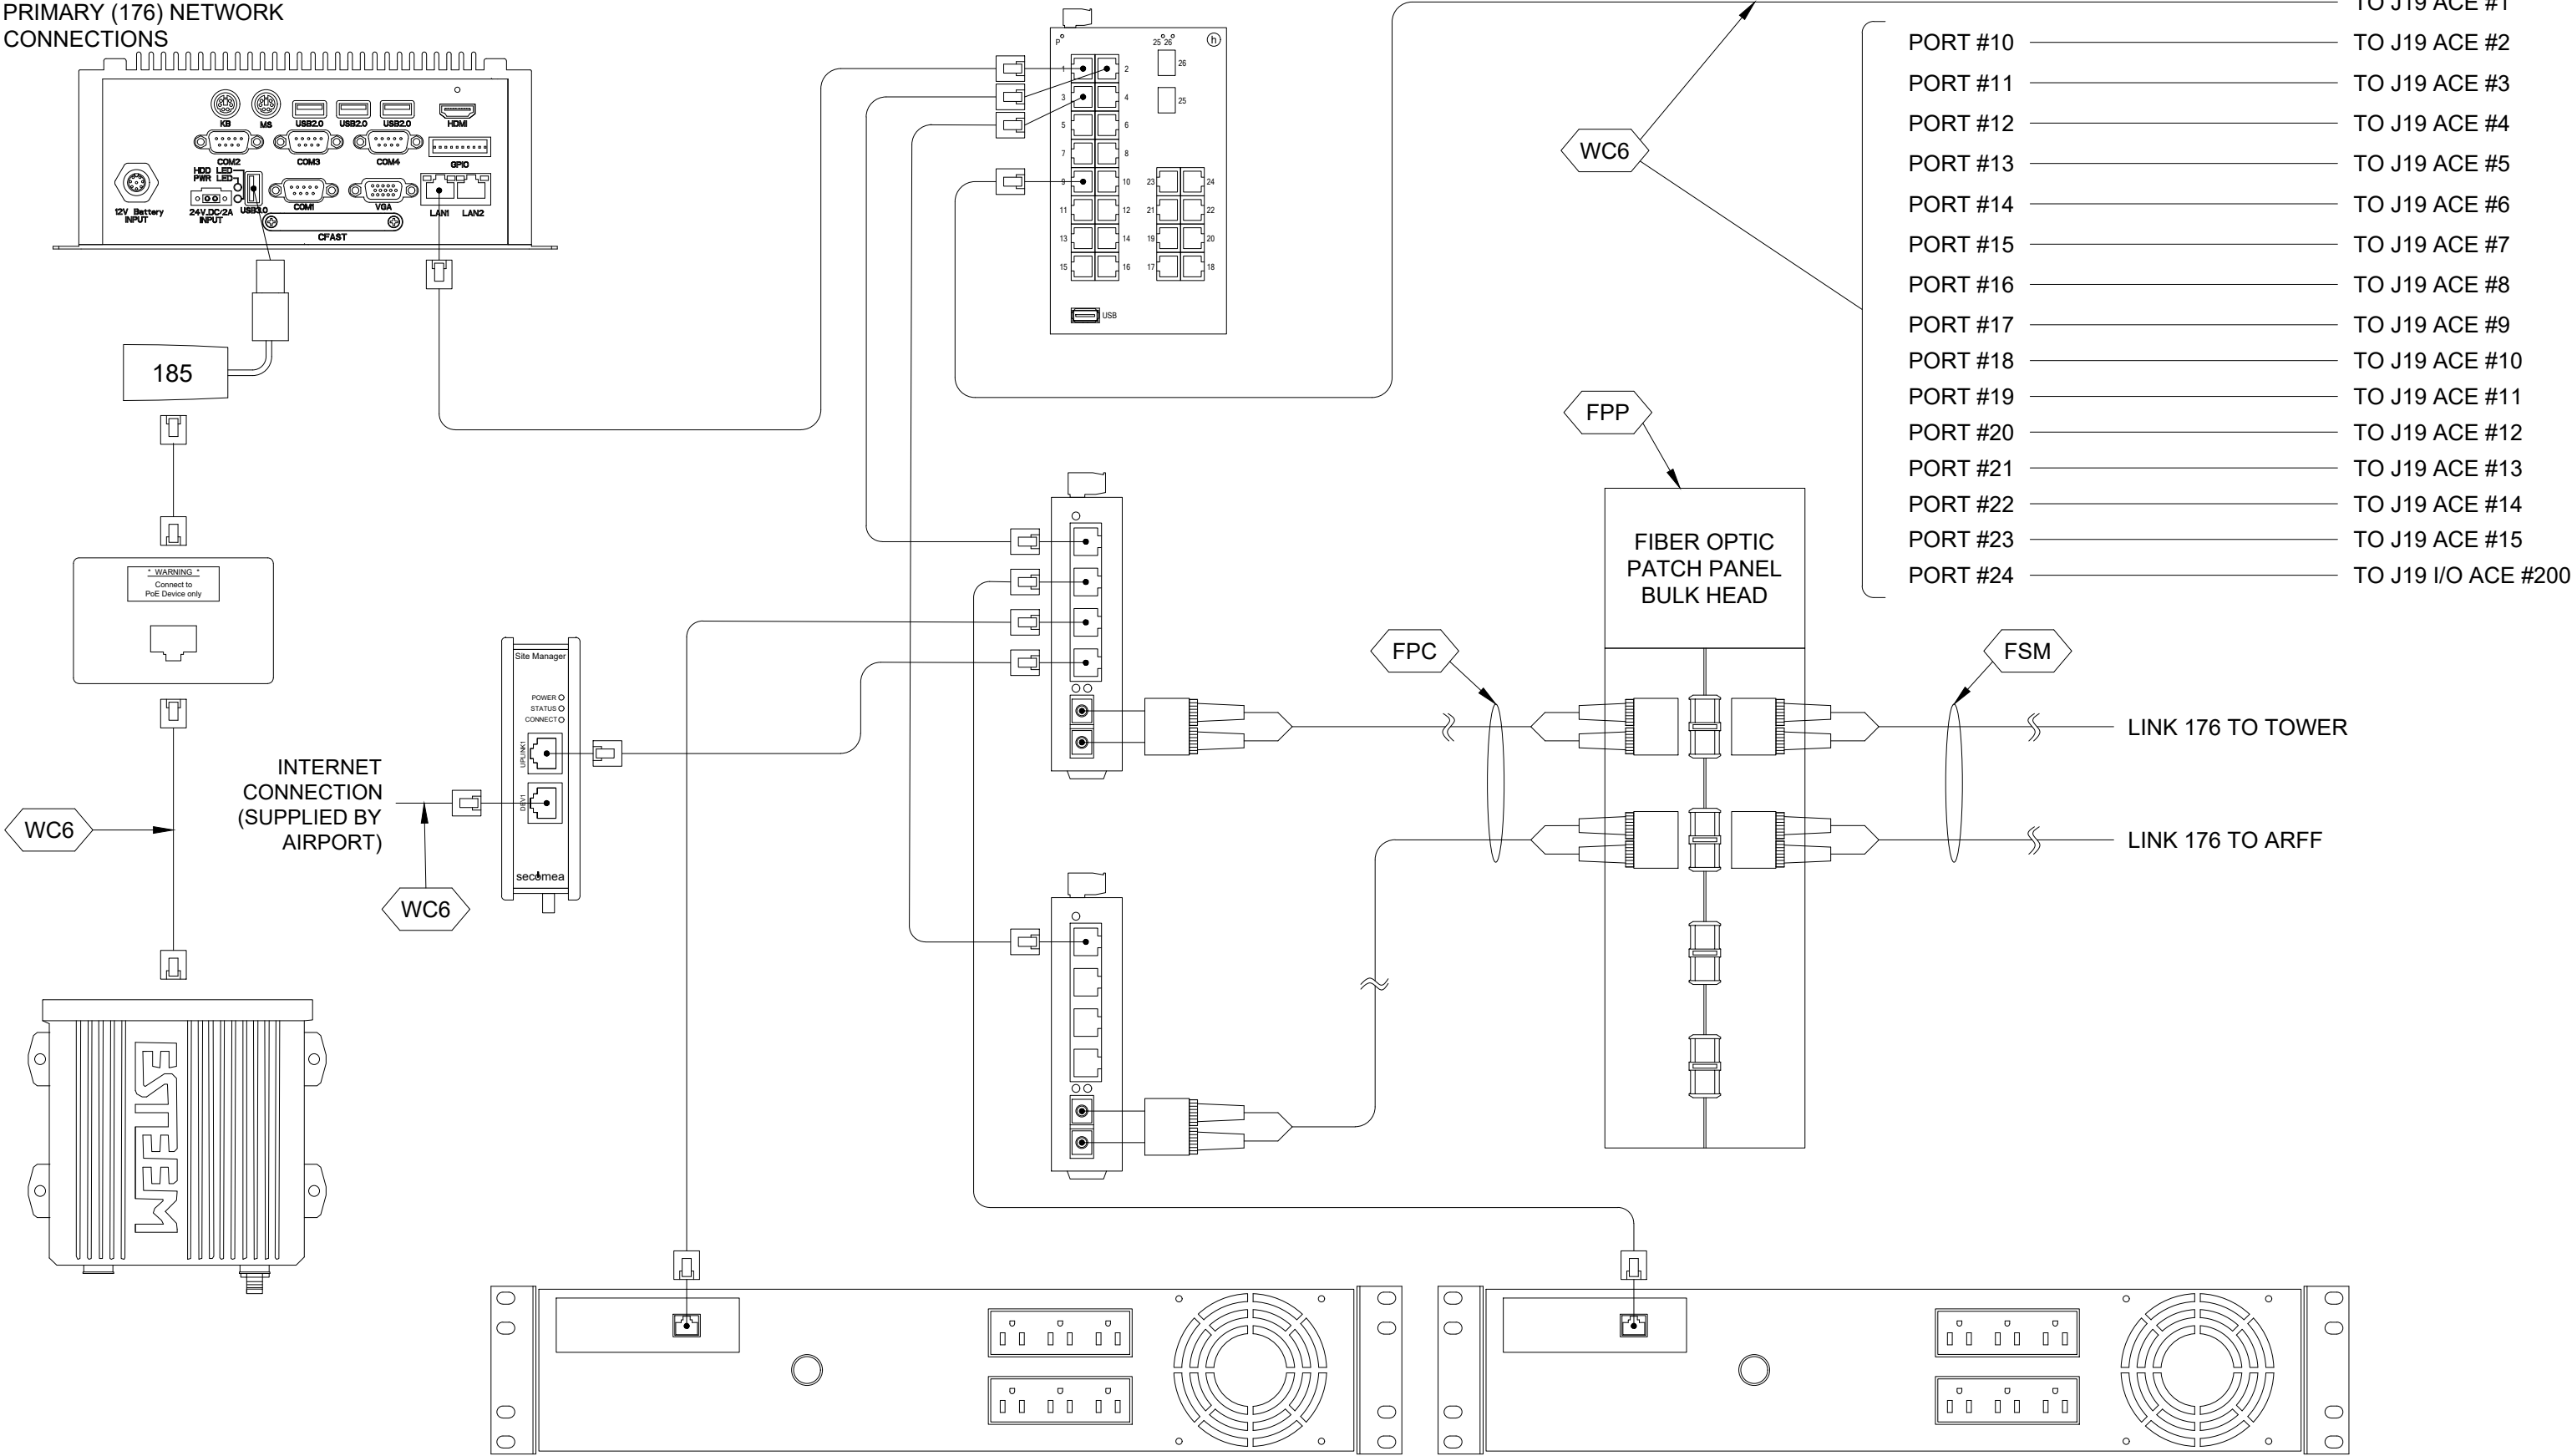 PRIMARY (176) NETWORK
CONNECTIONS
TO J19 ACE #1
PORT #10 TO J19 ACE #2
PORT #11 TO J19 ACE #3
PORT #12 TO J19 ACE #4
PORT #13 TO J19 ACE #5
PORT #14 TO J19 ACE #6
PORT #15 TO J19 ACE #7
PORT #16 TO J19 ACE #8
PORT #17 TO J19 ACE #9
PORT #18 TO J19 ACE #10
PORT #19 TO J19 ACE #11
PORT #20 TO J19 ACE #12
PORT #21 TO J19 ACE #13
PORT #22 TO J19 ACE #14
PORT #23 TO J19 ACE #15
PORT #24 TO J19 I/O ACE #200
WC6
KB MS USB2.0 USB2.0 USB2.0 HDMI
COM2 COM3 COM4 GPIO
HDD LED
PWR LED
12V Battery
INPUT
24V.DC/2A
INPUT
USB3.0 COM1 VGA LAN1 LAN2
CFAST
185
P 25 26 h
26
25
1 2
3 4
5 6
7 8
9 10 23 24
11 12 21 22
13 14 19 20
15 16 17 18
USB
* WARNING *
Connect to
PoE Device only
WC6
INTERNET
CONNECTION
(SUPPLIED BY
AIRPORT)
WC6
Site Manager
POWER
STATUS
CONNECT
UPLINK1
DEV1
secomea
ESTEEM
FPP
FIBER OPTIC
PATCH PANEL
BULK HEAD
FPC
FSM
LINK 176 TO TOWER
LINK 176 TO ARFF